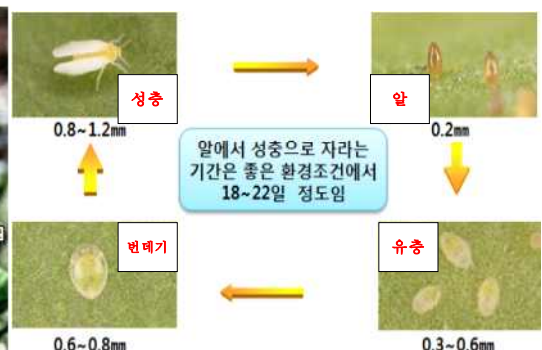 성충
알
0.8~1.2㎜
0.2㎜
알에서 성충으로 자라는
기간은 좋은 환경조건에서
18~22일 정도임
번데기
유충
0.6~0.8㎜
0.3~0.6㎜